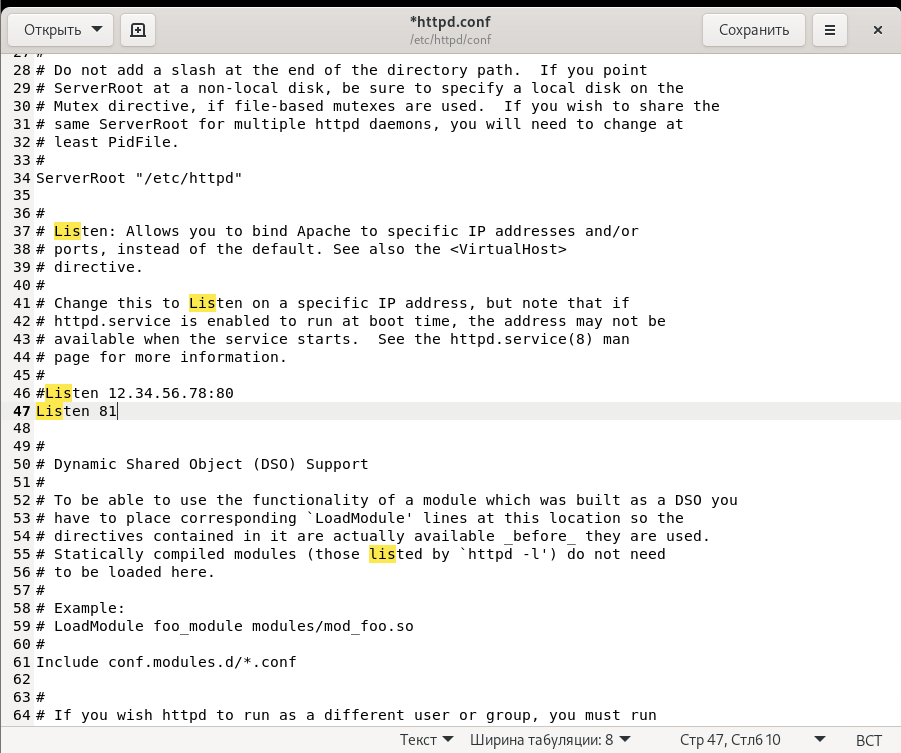 Открыть
*httpd.conf
/etc/httpd/conf
Сохранить
27 #
28 # Do not add a slash at the end of the directory path.  If you point
29 # ServerRoot at a non-local disk, be sure to specify a local disk on the
30 # Mutex directive, if file-based mutexes are used.  If you wish to share the
31 # same ServerRoot for multiple httpd daemons, you will need to change at
32 # least PidFile.
33 #
34 ServerRoot "/etc/httpd"
35
36 #
37 # Listen: Allows you to bind Apache to specific IP addresses and/or
38 # ports, instead of the default. See also the <VirtualHost>
39 # directive.
40 #
41 # Change this to Listen on a specific IP address, but note that if
42 # httpd.service is enabled to run at boot time, the address may not be
43 # available when the service starts.  See the httpd.service(8) man
44 # page for more information.
45 #
46 #Listen 12.34.56.78:80
47 Listen 81
48
49 #
50 # Dynamic Shared Object (DSO) Support
51 #
52 # To be able to use the functionality of a module which was built as a DSO you
53 # have to place corresponding `LoadModule' lines at this location so the
54 # directives contained in it are actually available _before_ they are used.
55 # Statically compiled modules (those listed by `httpd -l') do not need
56 # to be loaded here.
57 #
58 # Example:
59 # LoadModule foo_module modules/mod_foo.so
60 #
61 Include conf.modules.d/*.conf
62
63 #
64 # If you wish httpd to run as a different user or group, you must run
Текст Ширина табуляции: 8 Стр 47, Стлб 10 ВСТ